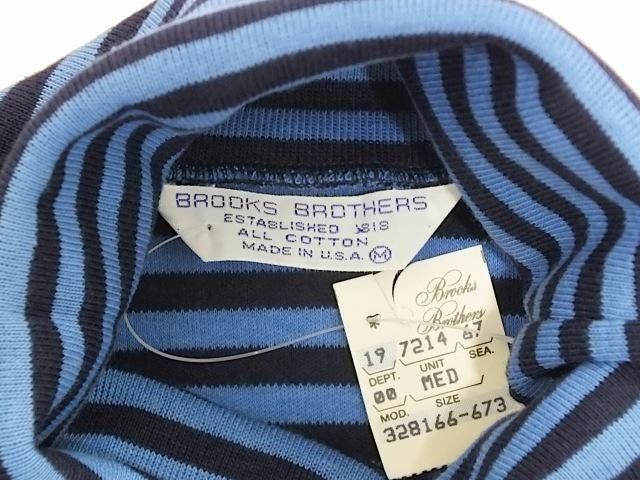 BROOKS BROTHERS
ESTABLISHED 1818
ALL COTTON
MADE IN U.S.A. M
Brooks
Brothers
19 7214 67
DEPT. UNIT SEA.
00 MED
MOD. SIZE
328166-673